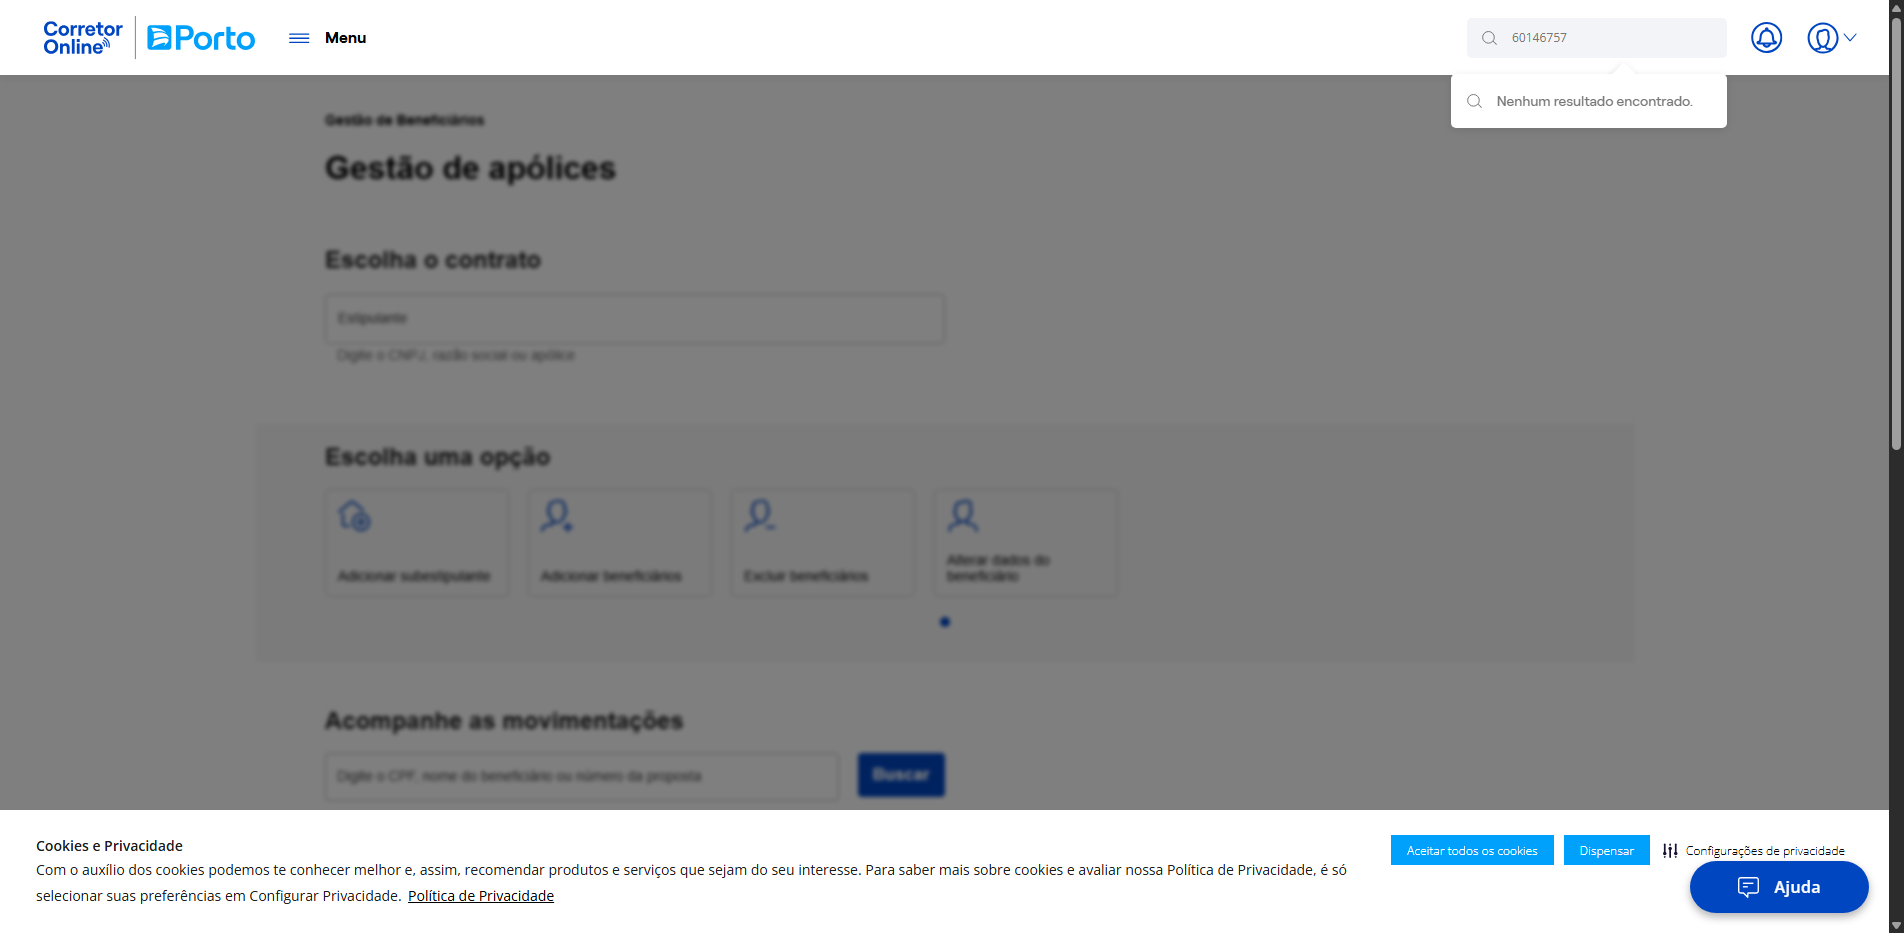 Corretor
Online
Porto
Menu
60146757
Nenhum resultado encontrado.
Gestão de Beneficiários
Gestão de apólices
Escolha o contrato
Estipulante
Digite o CNPJ, razão social ou apólice
Escolha uma opção
Adicionar subestipulante
Adicionar beneficiários
Excluir beneficiários
Alterar dados do
beneficiário
Acompanhe as movimentações
Digite o CPF, nome do beneficiário ou número da proposta
Buscar
Cookies e Privacidade
Com o auxílio dos cookies podemos te conhecer melhor e, assim, recomendar produtos e serviços que sejam do seu interesse. Para saber mais sobre cookies e avaliar nossa Política de Privacidade, é só
selecionar suas preferências em Configurar Privacidade. Política de Privacidade
Aceitar todos os cookies
Dispensar
Configurações de privacidade
Ajuda